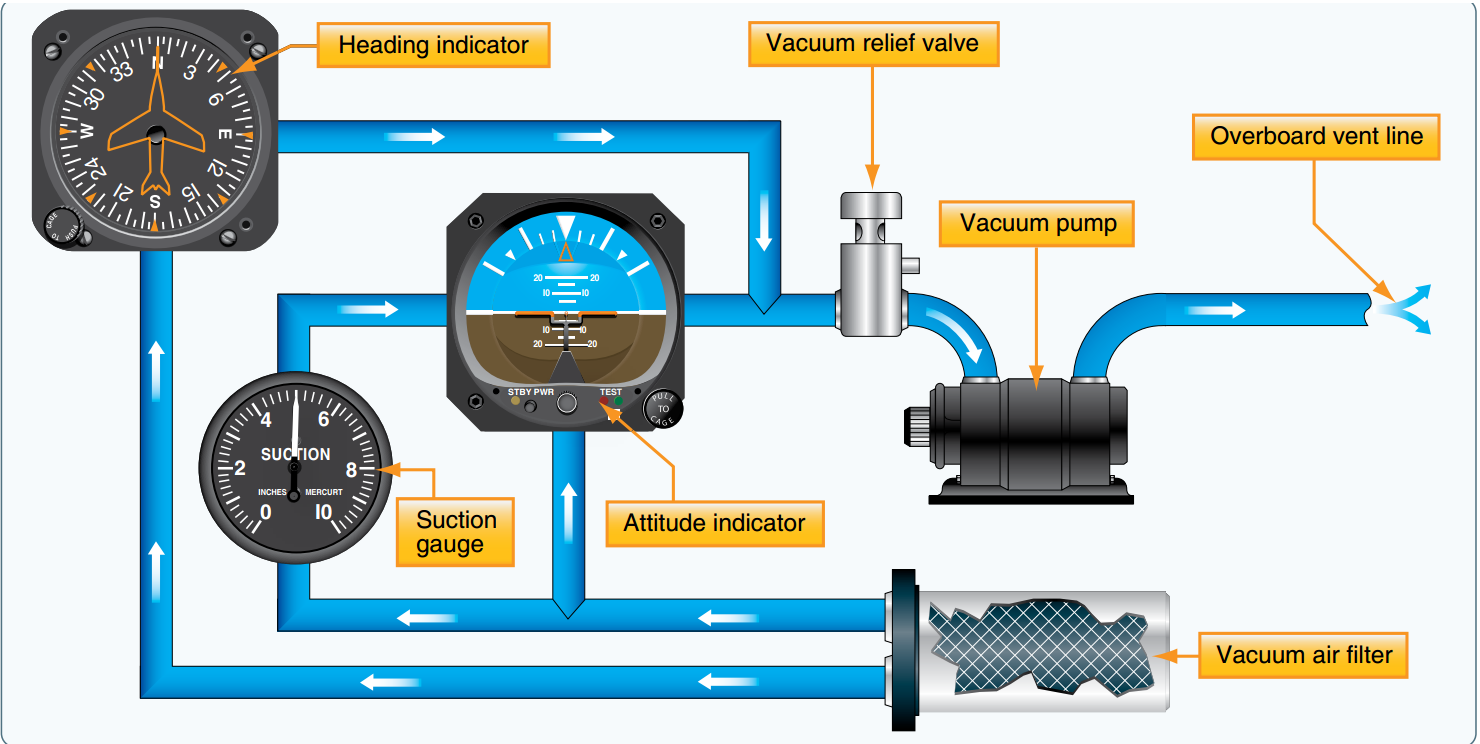 Heading indicator
Vacuum relief valve
Overboard vent line
Vacuum pump
N
3
6
E
12
15
S
21
24
W
30
33
PUSH
TO
CAGE
20 20
10 10
10 10
20 20
STBY PWR
TEST
PULL
TO
CAGE
4 6
SUCTION
2 8
INCHES MERCURT
0 10
Suction
gauge
Attitude indicator
Vacuum air filter